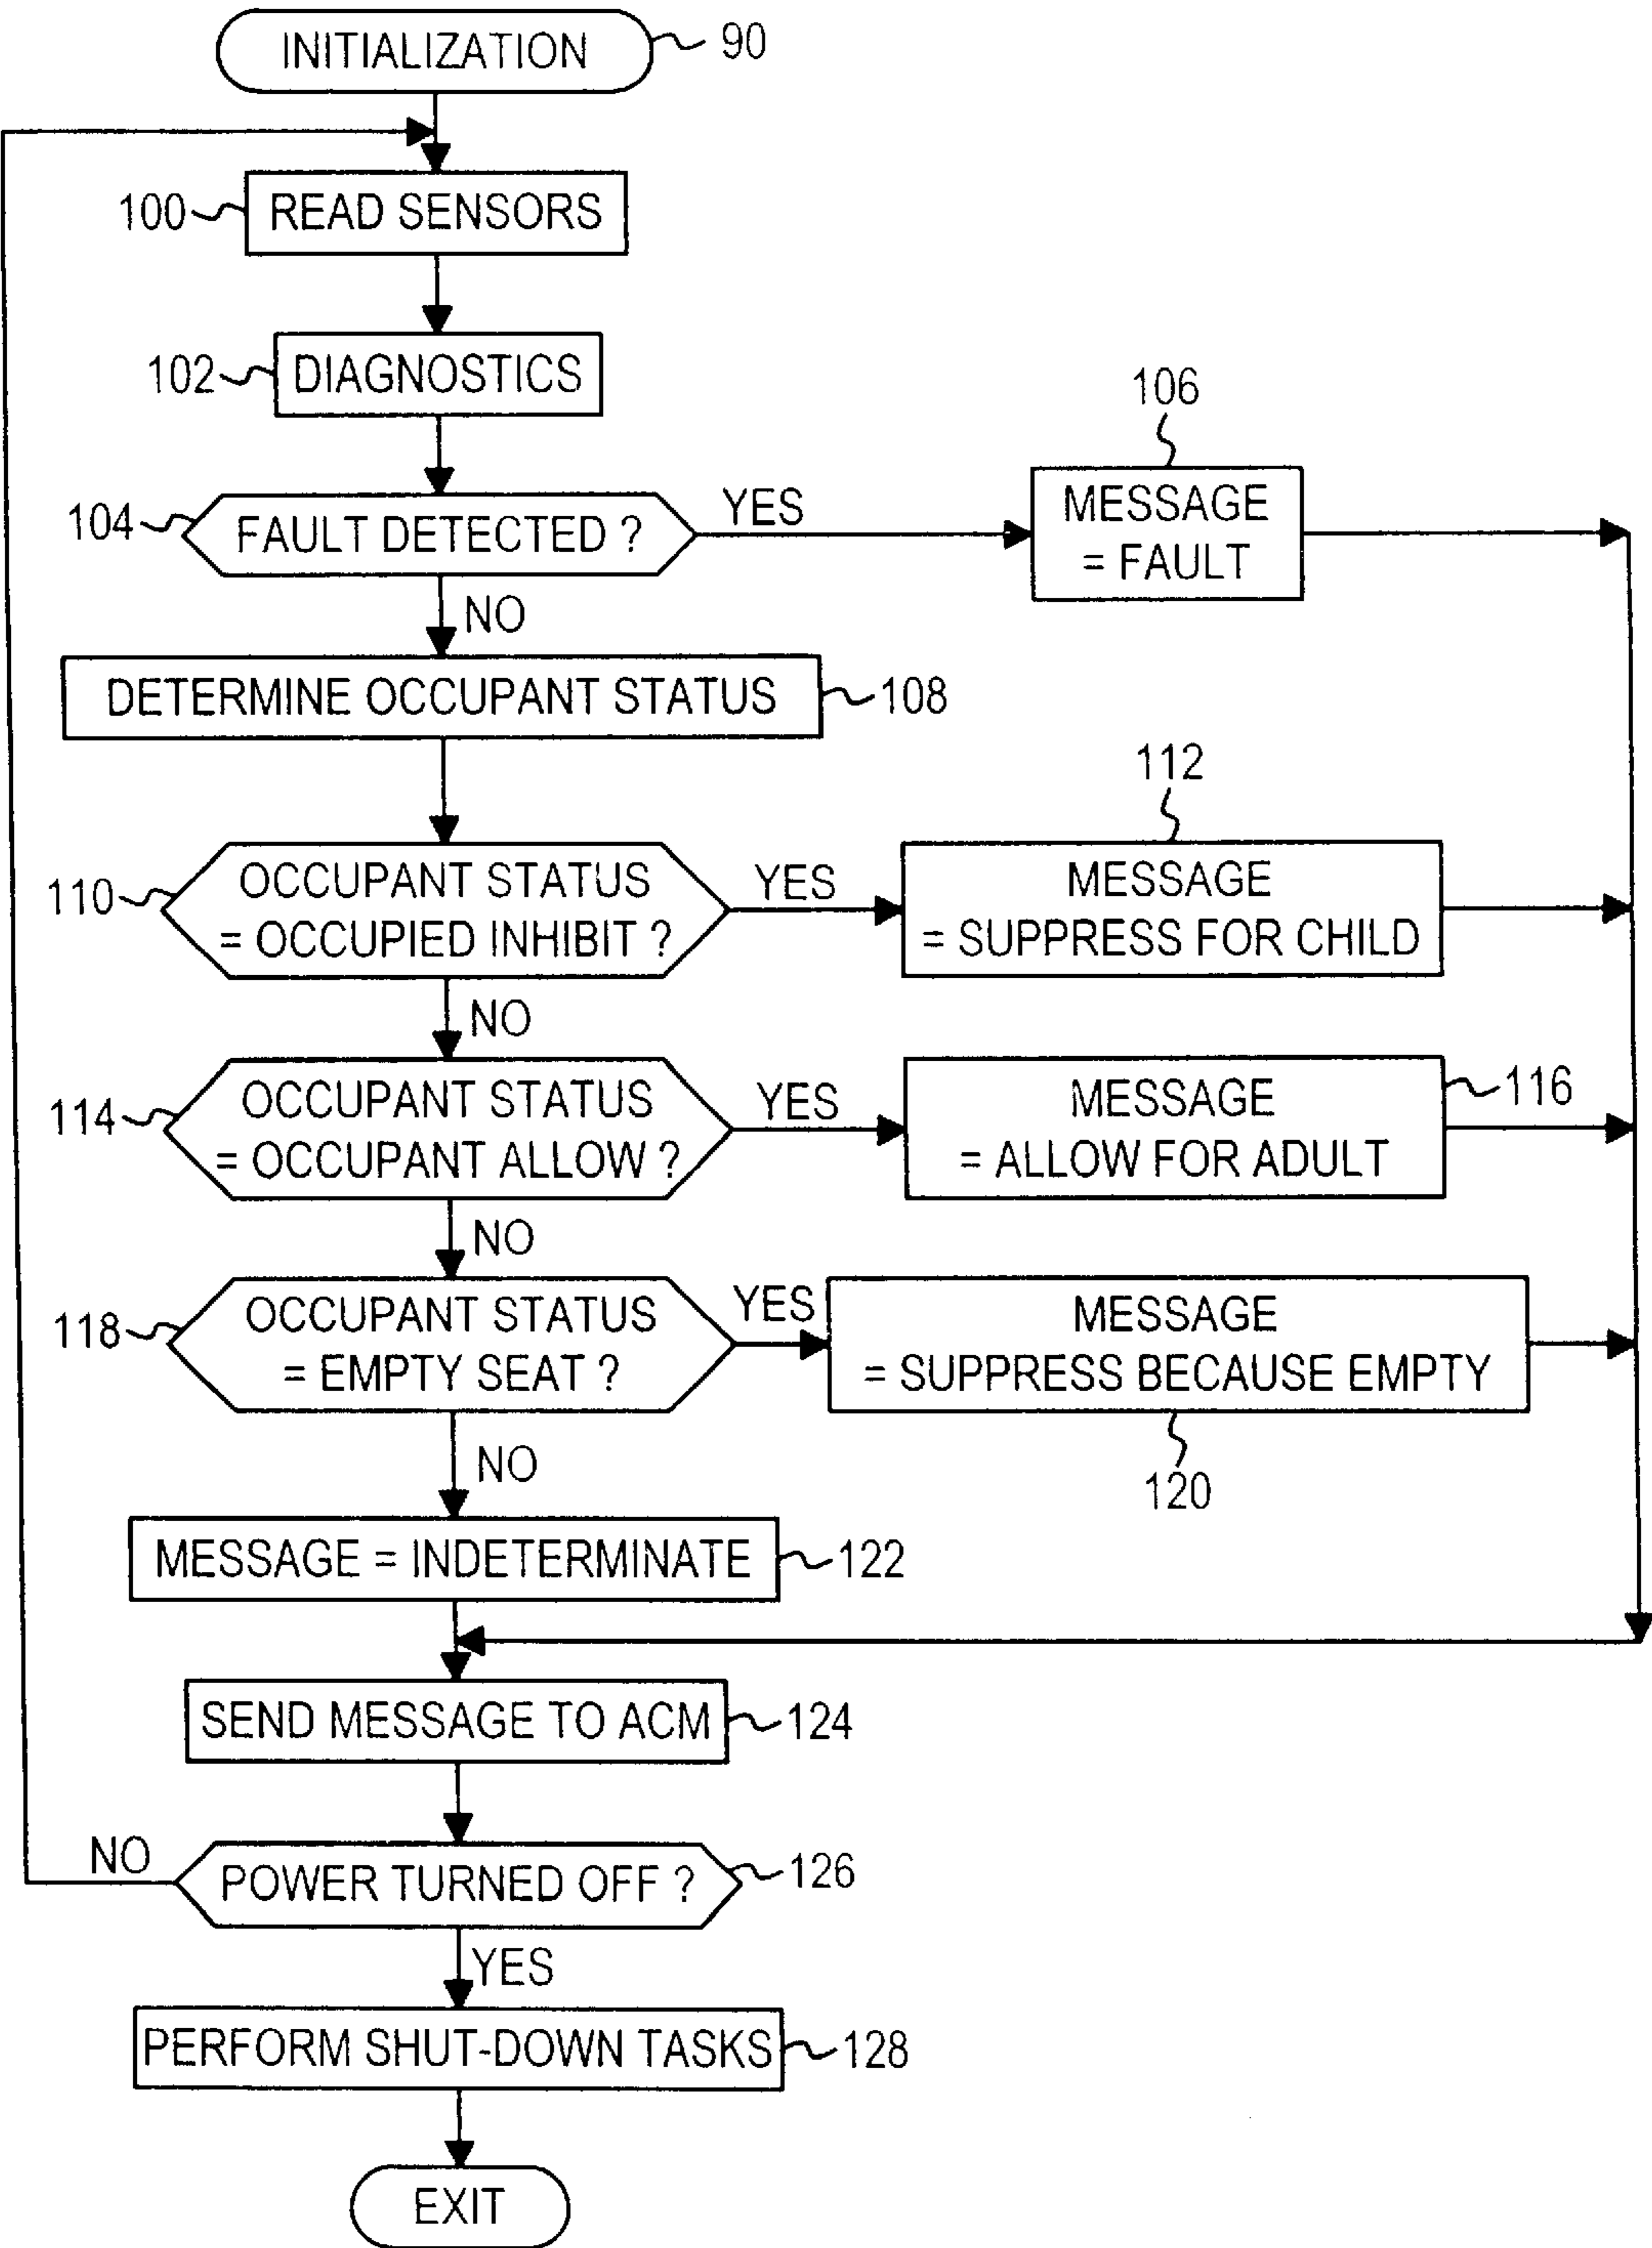 INITIALIZATION
90
100
READ SENSORS
102
DIAGNOSTICS
104
FAULT DETECTED ?
YES
106
MESSAGE
= FAULT
NO
DETERMINE OCCUPANT STATUS
108
110
OCCUPANT STATUS
= OCCUPIED INHIBIT ?
YES
112
MESSAGE
= SUPPRESS FOR CHILD
NO
114
OCCUPANT STATUS
= OCCUPANT ALLOW ?
YES
MESSAGE
= ALLOW FOR ADULT
116
NO
118
OCCUPANT STATUS
= EMPTY SEAT ?
YES
MESSAGE
= SUPPRESS BECAUSE EMPTY
120
NO
MESSAGE = INDETERMINATE
122
SEND MESSAGE TO ACM
124
NO
POWER TURNED OFF ?
126
YES
PERFORM SHUT-DOWN TASKS
128
EXIT